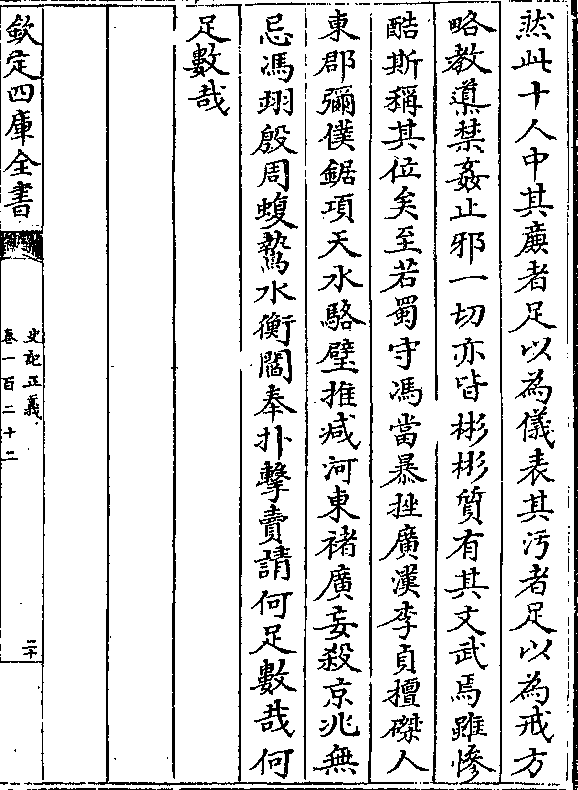 然此十人中其廉者足以為儀表其汚者足以為戒方
略教導禁姦止邪一切亦皆彬彬質有其文武焉雖慘
酷斯稱其位矣至若蜀守馮當暴挫廣漢李貞擅磔人
東郡彌僕鋸項天水駱璧推減河東褚廣妄殺京兆無
忌馮翊殷周蝮鷙水衡閻奉扑擊賣請何足數哉何
足數哉
欽定四庫全書
史記正義
卷一百二十二
二十